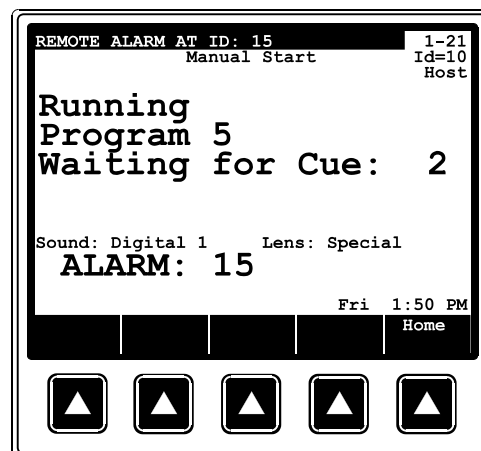 REMOTE ALARM AT ID: 15 1-21
Manual Start Id=10
Host
Running
Program 5
Waiting for Cue: 2
Sound: Digital 1 Lens: Special
ALARM: 15
Fri 1:50 PM
Home